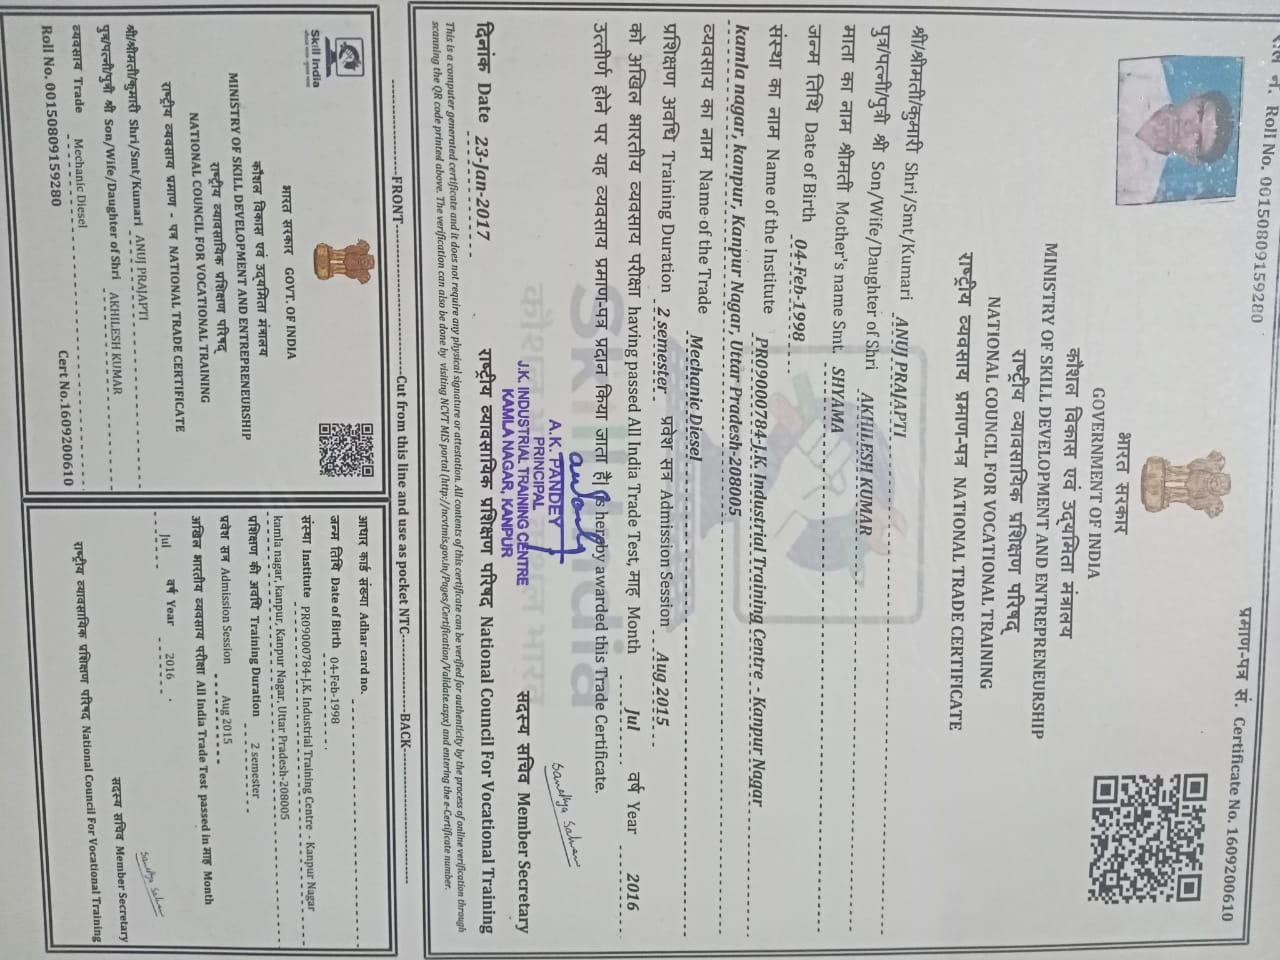 रोल नं. Roll No. 00150809159280
प्रमाण-पत्र सं. Certificate No. 1609200610
भारत सरकार
GOVERNMENT OF INDIA
कौशल विकास एवं उद्यमिता मंत्रालय
MINISTRY OF SKILL DEVELOPMENT AND ENTREPRENEURSHIP
राष्ट्रीय व्यावसायिक प्रशिक्षण परिषद्
NATIONAL COUNCIL FOR VOCATIONAL TRAINING
राष्ट्रीय व्यवसाय प्रमाण-पत्र NATIONAL TRADE CERTIFICATE
श्री/श्रीमती/कुमारी Shri/Smt/Kumari ANUJ PRAJAPTI
पुत्र/पत्नी/पुत्री श्री Son/Wife/Daughter of Shri AKHILESH KUMAR
माता का नाम श्रीमती Mother's name Smt. SHYAMA
जन्म तिथि Date of Birth 04-Feb-1998
संस्था का नाम Name of the Institute PR09000784-J.K. Industrial Training Centre - Kanpur Nagar
kamla nagar, kanpur, Kanpur Nagar, Uttar Pradesh-208005
व्यवसाय का नाम Name of the Trade Mechanic Diesel
प्रशिक्षण अवधि Training Duration 2 semester प्रवेश सत्र Admission Session Aug 2015
को अखिल भारतीय व्यवसाय परीक्षा having passed All India Trade Test, माह Month Jul वर्ष Year 2016
उत्तीर्ण होने पर यह व्यवसाय प्रमाण-पत्र प्रदान किया जाता है| is hereby awarded this Trade Certificate.
Skill India
कौशल भारत - कुशल भारत
A.K. PANDEY
PRINCIPAL
J.K. INDUSTRIAL TRAINING CENTRE
KAMLA NAGAR, KANPUR
सदस्य सचिव Member Secretary
दिनांक Date 23-Jan-2017
राष्ट्रीय व्यावसायिक प्रशिक्षण परिषद National Council For Vocational Training
This is a computer generated certificate and it does not require any physical signature or attestation. All contents of this certificate can be verified for authenticity by the process of online verification through
scanning the QR code printed above. The verification can also be done by visiting NCVT MIS portal (http://ncvtmis.gov.in/Pages/Certification/Validate.aspx) and entering the e-Certificate number.
-------------------FRONT------------------------------Cut from this line and use as pocket NTC----------------BACK---------------------------
Skill India
भारत सरकार GOVT. OF INDIA
कौशल विकास एवं उद्यमिता मंत्रालय
MINISTRY OF SKILL DEVELOPMENT AND ENTREPRENEURSHIP
राष्ट्रीय व्यावसायिक प्रशिक्षण परिषद्
NATIONAL COUNCIL FOR VOCATIONAL TRAINING
राष्ट्रीय व्यवसाय प्रमाण - पत्र NATIONAL TRADE CERTIFICATE
श्री/श्रीमती/कुमारी Shri/Smt/Kumari ANUJ PRAJAPTI
पुत्र/पत्नी/पुत्री श्री Son/Wife/Daughter of Shri AKHILESH KUMAR
व्यवसाय Trade Mechanic Diesel
Roll No. 00150809159280
Cert No.1609200610
आधार कार्ड संख्या Adhar card no.
जन्म तिथि Date of Birth 04-Feb-1998
संस्था Institute PR09000784-J.K. Industrial Training Centre - Kanpur Nagar
kamla nagar, kanpur, Kanpur Nagar, Uttar Pradesh-208005
प्रशिक्षण की अवधि Training Duration 2 semester
प्रवेश सत्र Admission Session Aug 2015
अखिल भारतीय व्यवसाय परीक्षा All India Trade Test passed in माह Month
Jul वर्ष Year 2016
सदस्य सचिव Member Secretary
राष्ट्रीय व्यावसायिक प्रशिक्षण परिषद National Council For Vocational Training